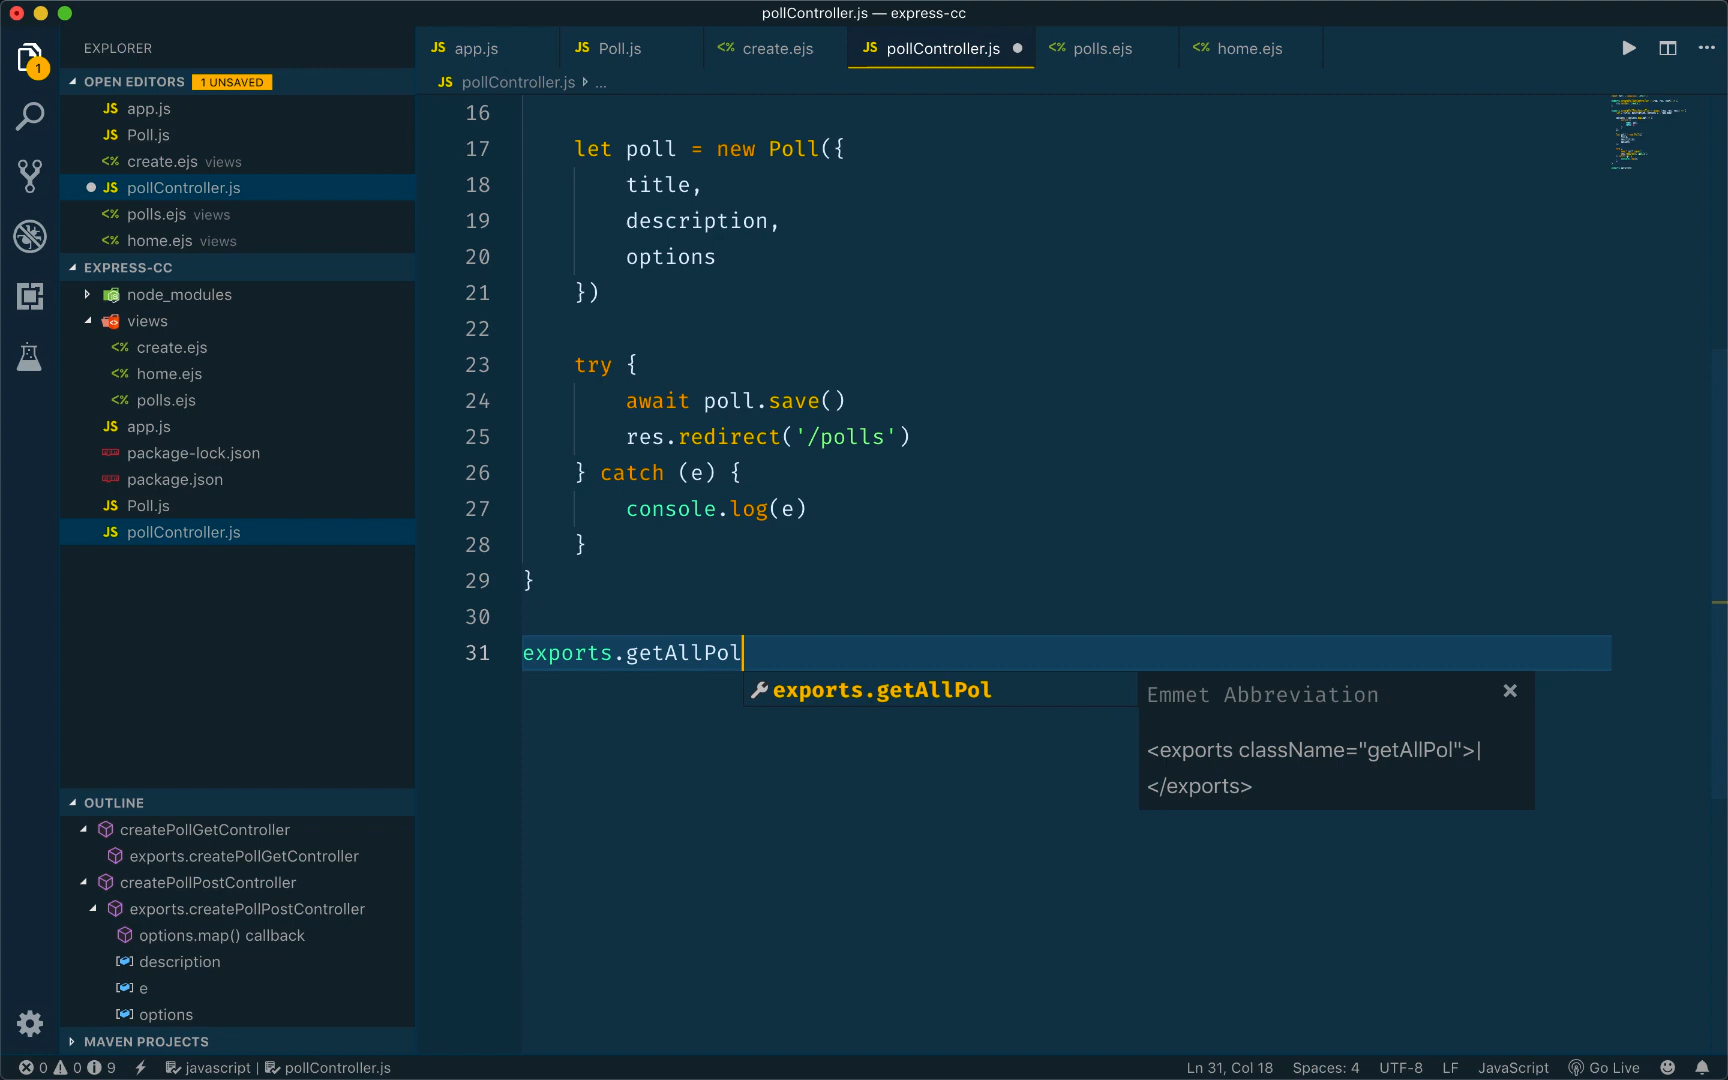 pollController.js — express-cc
EXPLORER
JS app.js
JS Poll.js
<% create.ejs
JS pollController.js
<% polls.ejs
<% home.ejs
1
OPEN EDITORS 1 UNSAVED
JS pollController.js ...
JS app.js
JS Poll.js
<% create.ejs views
JS pollController.js
<% polls.ejs views
<% home.ejs views
EXPRESS-CC
node_modules
views
<% create.ejs
<% home.ejs
<% polls.ejs
JS app.js
package-lock.json
package.json
JS Poll.js
JS pollController.js
OUTLINE
createPollGetController
exports.createPollGetController
createPollPostController
exports.createPollPostController
options.map() callback
description
e
options
MAVEN PROJECTS
16
17 let poll = new Poll({
18 title,
19 description,
20 options
21 })
22
23 try {
24 await poll.save()
25 res.redirect('/polls')
26 } catch (e) {
27 console.log(e)
28 }
29 }
30
31 exports.getAllPol
exports.getAllPol
Emmet Abbreviation
<exports className="getAllPol">|
</exports>
0 0 9 javascript | pollController.js
Ln 31, Col 18 Spaces: 4 UTF-8 LF JavaScript Go Live